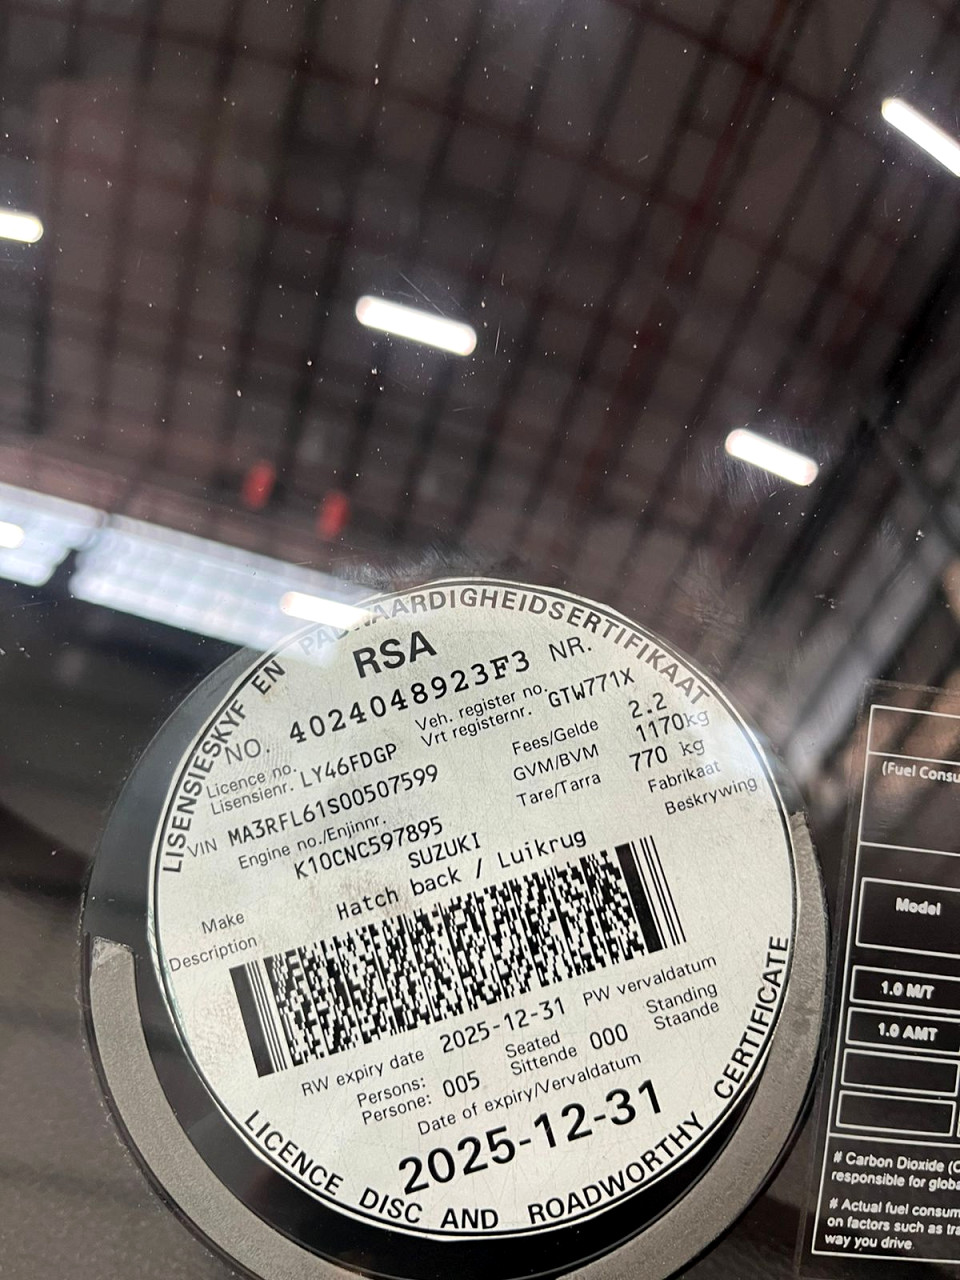 LISENSIESKYF EN PADWAARDIGHEIDSERTIFIKAAT
RSA
NO. 4024048923F3 NR.
Licence no. Veh. register no.
Lisensienr. LY46FDGP Vrt registernr. GTW771X
VIN MA3RFL61S00507599 Fees/Gelde 2.2
Engine no./Enjinnr. GVM/BVM 1170kg
K10CNC597895 Tare/Tarra 770 kg
Make SUZUKI Fabrikaat
Description Hatch back / Luikrug Beskrywing
RW expiry date 2025-12-31 PW vervaldatum
Persons: Seated Standing
Persone: 005 Sittende 000 Staande
Date of expiry/Vervaldatum
2025-12-31
LICENCE DISC AND ROADWORTHY CERTIFICATE
(Fuel Consu
Model
1.0 M/T
1.0 AMT
# Carbon Dioxide (C
responsible for globa
# Actual fuel consum
on factors such as tra
way you drive.